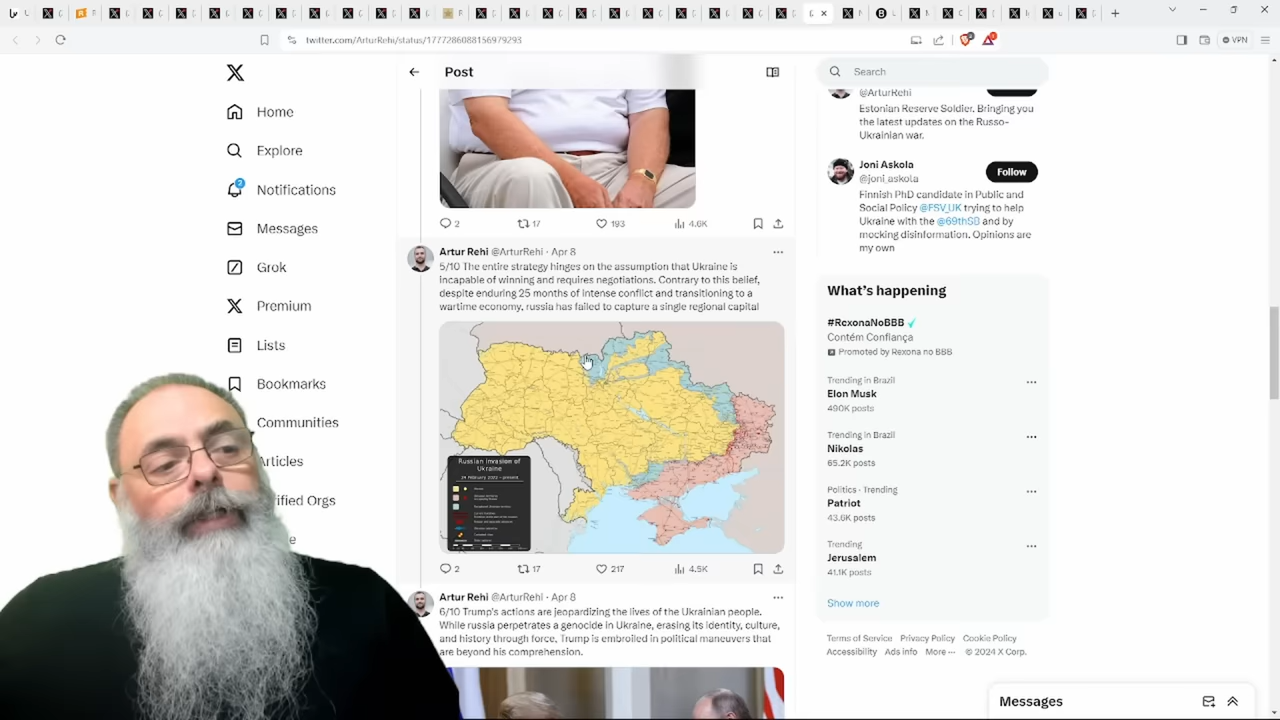 twitter.com/ArturRehi/status/1777286088156979293
VPN
Home
Explore
2
Notifications
Messages
Grok
Premium
Lists
Bookmarks
Communities
Articles
ified Orgs
Post
2
17
193
4.6K
Artur Rehi @ArturRehi · Apr 8
5/10 The entire strategy hinges on the assumption that Ukraine is
incapable of winning and requires negotiations. Contrary to this belief,
despite enduring 25 months of intense conflict and transitioning to a
wartime economy, russia has failed to capture a single regional capital
Russian invasion of
Ukraine
24 February 2022 - present
2
17
217
4.5K
Artur Rehi @ArturRehi · Apr 8
6/10 Trump's actions are jeopardizing the lives of the Ukrainian people.
While russia perpetrates a genocide in Ukraine, erasing its identity, culture,
and history through force, Trump is embroiled in political maneuvers that
are beyond his comprehension.
Search
@ArturRehi
Estonian Reserve Soldier. Bringing you
the latest updates on the Russo-
Ukrainian war.
Joni Askola
@joni_askola
Follow
Finnish PhD candidate in Public and
Social Policy @FSV_UK trying to help
Ukraine with the @69thSB and by
mocking disinformation. Opinions are
my own
What's happening
#RexonaNoBBB
Contém Confiança
Promoted by Rexona no BBB
Trending in Brazil
Elon Musk
490K posts
Trending in Brazil
Nikolas
65.2K posts
Politics · Trending
Patriot
43.6K posts
Trending
Jerusalem
41.1K posts
Show more
Terms of Service Privacy Policy Cookie Policy
Accessibility Ads info More ··· © 2024 X Corp.
Messages